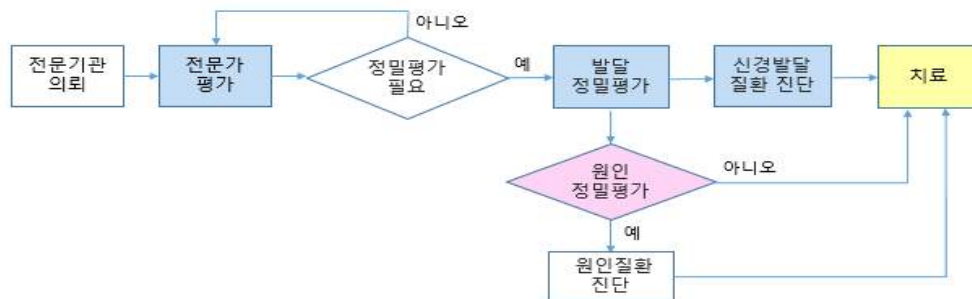 아니오
전문기관
의뢰
전문가
평가
정밀평가
필요
예
발달
정밀평가
신경발달
질환 진단
치료
원인
정밀평가
아니오
예
원인질환
진단